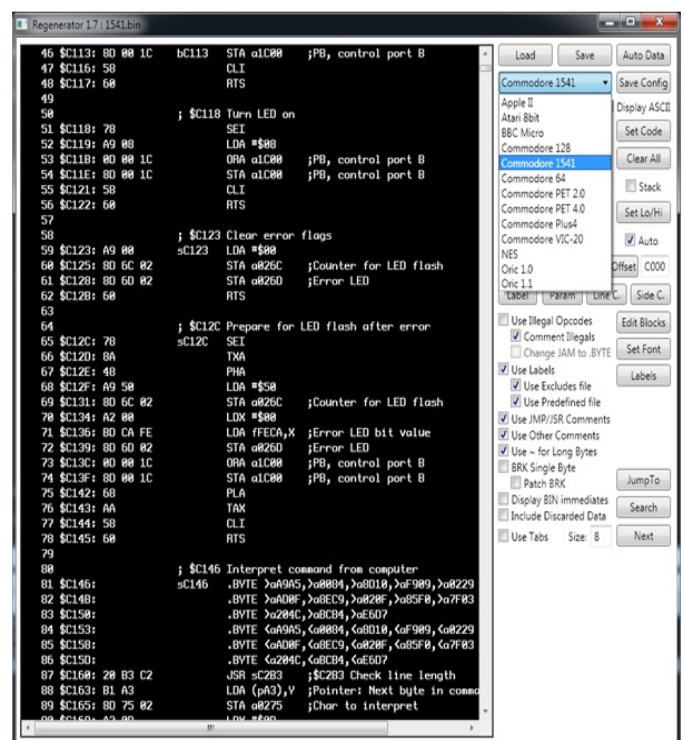 Regenerator 1.7 : 1541.bin
46 $C113: 8D 00 1C bC113 STA a1C00 ;PB, control port B
47 $C116: 58 CLI
48 $C117: 60 RTS
49
50 ; $C118 Turn LED on
51 $C118: 78 SEI
52 $C119: A9 08 LDA #$08
53 $C11B: 0D 00 1C ORA a1C00 ;PB, control port B
54 $C11E: 8D 00 1C STA a1C00 ;PB, control port B
55 $C121: 58 CLI
56 $C122: 60 RTS
57
58 ; $C123 Clear error flags
59 $C123: A9 00 sC123 LDA #$00
60 $C125: 8D 6C 02 STA a026C ;Counter for LED flash
61 $C128: 8D 6D 02 STA a026D ;Error LED
62 $C12B: 60 RTS
63
64 ; $C12C Prepare for LED flash after error
65 $C12C: 78 sC12C SEI
66 $C12D: 8A TXA
67 $C12E: 48 PHA
68 $C12F: A9 50 LDA #$50
69 $C131: 8D 6C 02 STA a026C ;Counter for LED flash
70 $C134: A2 00 LDX #$00
71 $C136: BD CA FE LDA fFECA,X ;Error LED bit value
72 $C139: 8D 6D 02 STA a026D ;Error LED
73 $C13C: 0D 00 1C ORA a1C00 ;PB, control port B
74 $C13F: 8D 00 1C STA a1C00 ;PB, control port B
75 $C142: 68 PLA
76 $C143: AA TAX
77 $C144: 58 CLI
78 $C145: 60 RTS
79
80 ; $C146 Interpret command from computer
81 $C146: sC146 .BYTE >aA9A5,>a0084,>a8D10,>aF909,>a0229
82 $C14B: .BYTE >aAD0F,>a8EC9,>a020F,>a85F0,>a7F03
83 $C150: .BYTE >a204C,>aBCB4,>aE6D7
84 $C153: .BYTE <aA9A5,<a0084,<a8D10,<aF909,<a0229
85 $C158: .BYTE <aAD0F,<a8EC9,<a020F,<a85F0,<a7F03
86 $C15D: .BYTE <a204C,<aBCB4,<aE6D7
87 $C160: 20 B3 C2 JSR sC2B3 ;$C2B3 Check line length
88 $C163: B1 A3 LDA (pA3),Y ;Pointer: Next byte in comma
89 $C165: 8D 75 02 STA a0275 ;Char to interpret
Load Save Auto Data
Commodore 1541 Save Config
Apple II
Atari 8bit
BBC Micro
Commodore 128
Commodore 1541
Commodore 64
Commodore PET 2.0
Commodore PET 4.0
Commodore Plus4
Commodore VIC-20
NES
Oric 1.0
Oric 1.1
Display ASCII
Set Code
Clear All
Stack
Set Lo/Hi
Auto
Offset C000
Label Param Line C. Side C.
Use Illegal Opcodes Edit Blocks
Comment Illegals
Change JAM to .BYTE Set Font
Use Labels Labels
Use Excludes file
Use Predefined file
Use JMP/JSR Comments
Use Other Comments
Use ~ for Long Bytes
BRK Single Byte
Patch BRK JumpTo
Display BIN immediates
Include Discarded Data Search
Use Tabs Size: 8 Next